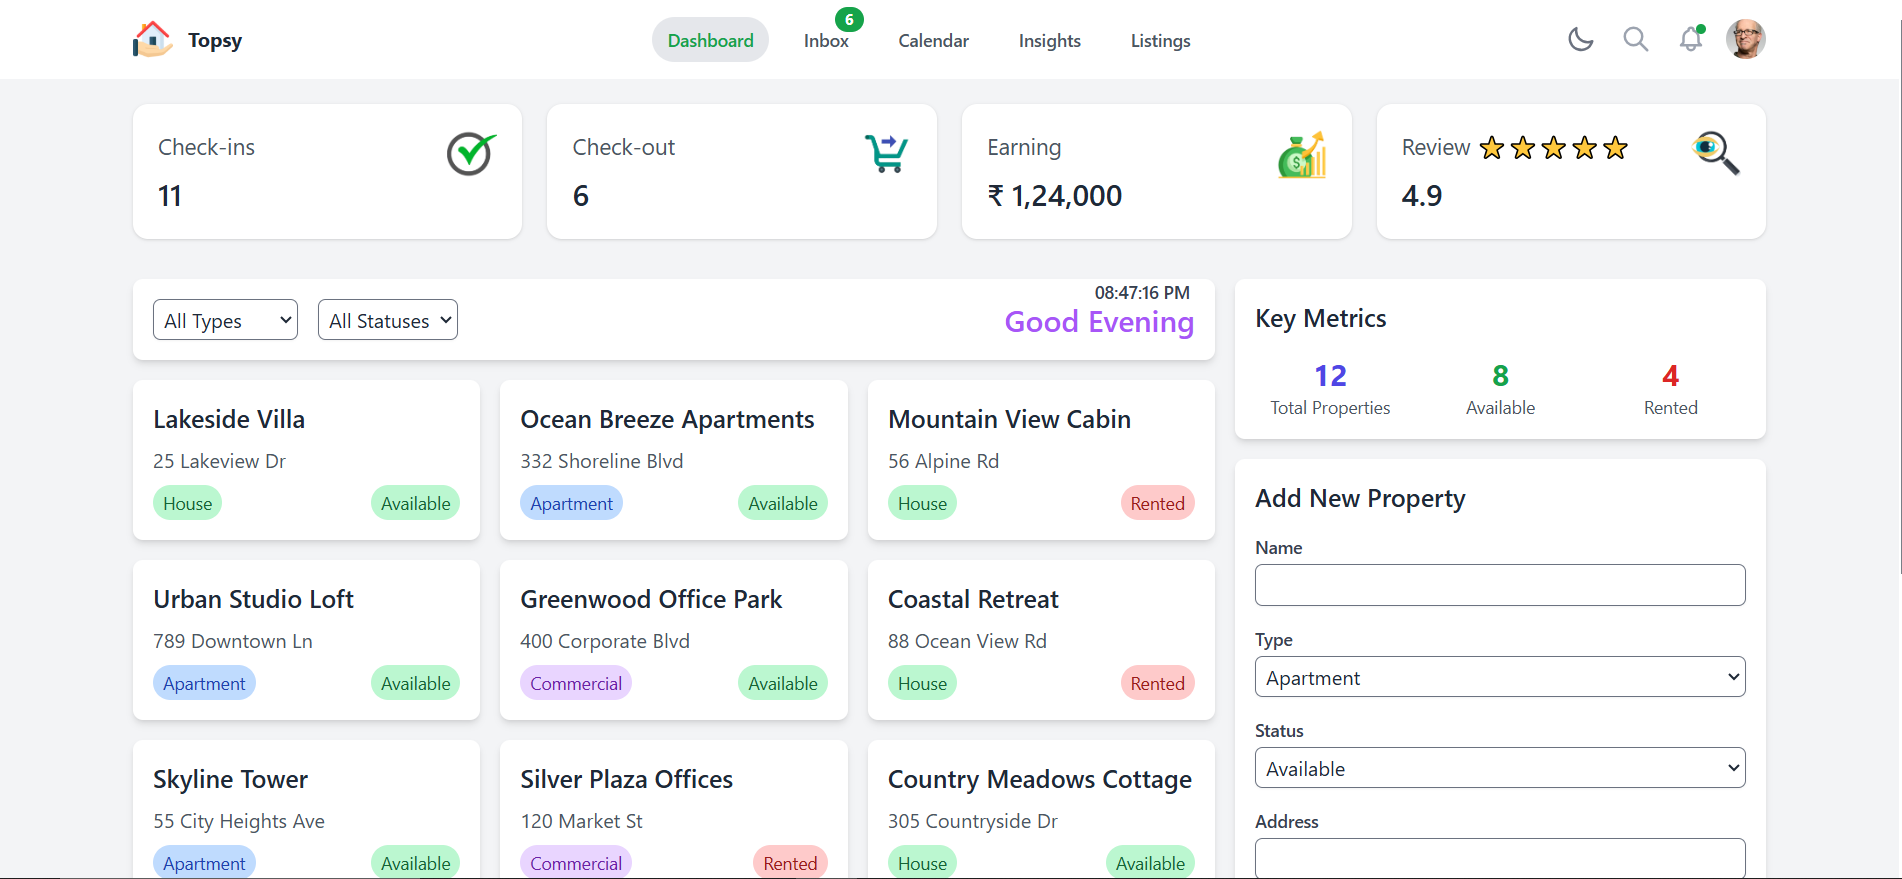 Topsy
Dashboard
Inbox
6
Calendar
Insights
Listings
Check-ins
11
Check-out
6
Earning
₹ 1,24,000
Review
4.9
All Types
All Statuses
08:47:16 PM
Good Evening
Lakeside Villa
25 Lakeview Dr
House
Available
Ocean Breeze Apartments
332 Shoreline Blvd
Apartment
Available
Mountain View Cabin
56 Alpine Rd
House
Rented
Urban Studio Loft
789 Downtown Ln
Apartment
Available
Greenwood Office Park
400 Corporate Blvd
Commercial
Available
Coastal Retreat
88 Ocean View Rd
House
Rented
Skyline Tower
55 City Heights Ave
Apartment
Available
Silver Plaza Offices
120 Market St
Commercial
Rented
Country Meadows Cottage
305 Countryside Dr
House
Available
Key Metrics
12
Total Properties
8
Available
4
Rented
Add New Property
Name
Type
Apartment
Status
Available
Address